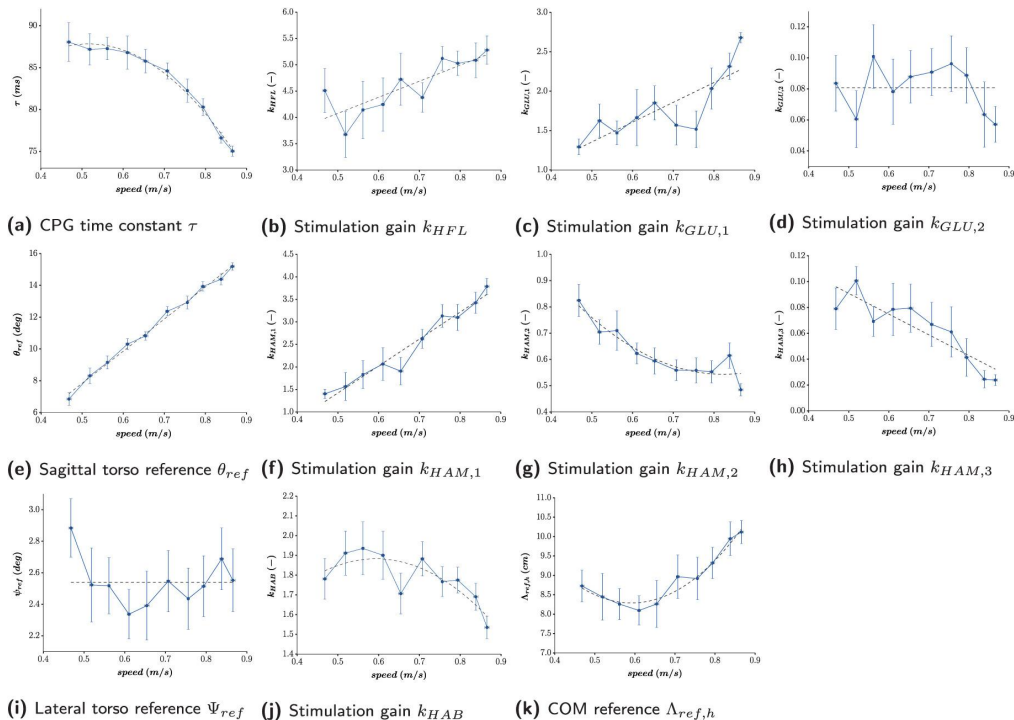 95
85
75
τ (ms)
0.4 0.5 0.6 0.7 0.8 0.9
speed (m/s)
(a) CPG time constant τ
6.0
5.5
5.0
4.5
4.0
3.5
3.0
k_HFL (−)
0.4 0.5 0.6 0.7 0.8 0.9
speed (m/s)
(b) Stimulation gain k_HFL
3.0
2.5
2.0
1.5
1.0
k_GLU,1 (−)
0.4 0.5 0.6 0.7 0.8 0.9
speed (m/s)
(c) Stimulation gain k_GLU,1
0.14
0.12
0.10
0.08
0.06
0.04
k_GLU,2 (−)
0.4 0.5 0.6 0.7 0.8 0.9
speed (m/s)
(d) Stimulation gain k_GLU,2
16
14
12
10
8
6
θ_ref (deg)
0.4 0.5 0.6 0.7 0.8 0.9
speed (m/s)
(e) Sagittal torso reference θ_ref
4.5
4.0
3.5
3.0
2.5
2.0
1.5
1.0
k_HAM,1 (−)
0.4 0.5 0.6 0.7 0.8 0.9
speed (m/s)
(f) Stimulation gain k_HAM,1
1.0
0.9
0.8
0.7
0.6
0.5
0.4
k_HAM,2 (−)
0.4 0.5 0.6 0.7 0.8 0.9
speed (m/s)
(g) Stimulation gain k_HAM,2
0.12
0.10
0.08
0.06
0.04
0.02
0.00
k_HAM,3 (−)
0.4 0.5 0.6 0.7 0.8 0.9
speed (m/s)
(h) Stimulation gain k_HAM,3
3.0
2.8
2.6
2.4
2.2
ψ_ref (deg)
0.4 0.5 0.6 0.7 0.8 0.9
speed (m/s)
(i) Lateral torso reference Ψ_ref
2.2
2.1
2.0
1.9
1.8
1.7
1.6
1.4
k_HAB (−)
0.4 0.5 0.6 0.7 0.8 0.9
speed (m/s)
(j) Stimulation gain k_HAB
11.0
10.5
10.0
9.5
9.0
8.5
8.0
7.5
7.0
Λ_ref,h (cm)
0.4 0.5 0.6 0.7 0.8 0.9
speed (m/s)
(k) COM reference Λ_ref,h